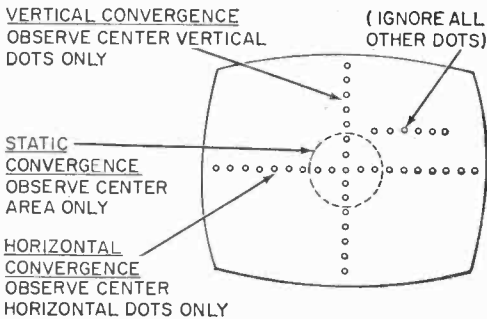 VERTICAL CONVERGENCE
OBSERVE CENTER VERTICAL
DOTS ONLY
(IGNORE ALL
OTHER DOTS)
STATIC
CONVERGENCE
OBSERVE CENTER
AREA ONLY
HORIZONTAL
CONVERGENCE
OBSERVE CENTER
HORIZONTAL DOTS ONLY